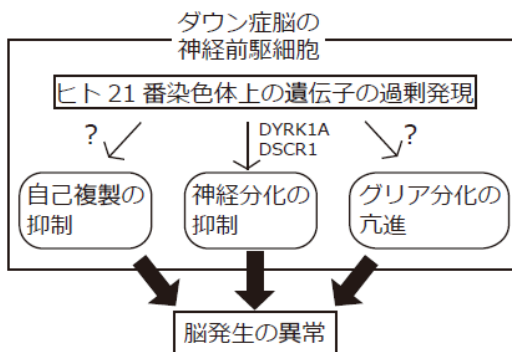 ダウン症脳の
神経前駆細胞
ヒト21番染色体上の遺伝子の過剰発現
?
DYRK1A
DSCR1
?
自己複製の
抑制
神経分化の
抑制
グリア分化の
亢進
脳発生の異常